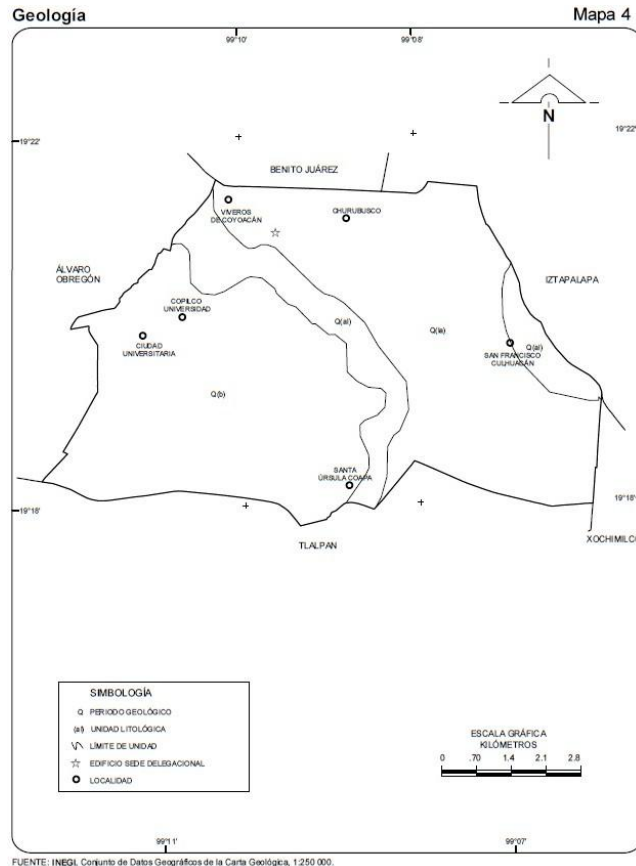 Geología
Mapa 4
99°10'
99°08'
N
19°22'
19°22'
BENITO JUÁREZ
VIVEROS
DE COYOACÁN
CHURUBUSCO
ÁLVARO
OBREGÓN
IZTAPALAPA
COPILCO
UNIVERSIDAD
Q(al)
Q(la)
CIUDAD
UNIVERSITARIA
Q(al)
SAN FRANCISCO
CULHUACÁN
Q(b)
SANTA
ÚRSULA COAPA
19°18'
19°18'
TLALPAN
XOCHIMILCO
SIMBOLOGÍA
Q PERIODO GEOLÓGICO
(al) UNIDAD LITOLÓGICA
LÍMITE DE UNIDAD
EDIFICIO SEDE DELEGACIONAL
LOCALIDAD
ESCALA GRÁFICA
KILÓMETROS
0 .70 1.4 2.1 2.8
99°11'
99°07'
FUENTE: INEGI. Conjunto de Datos Geográficos de la Carta Geológica, 1:250 000.